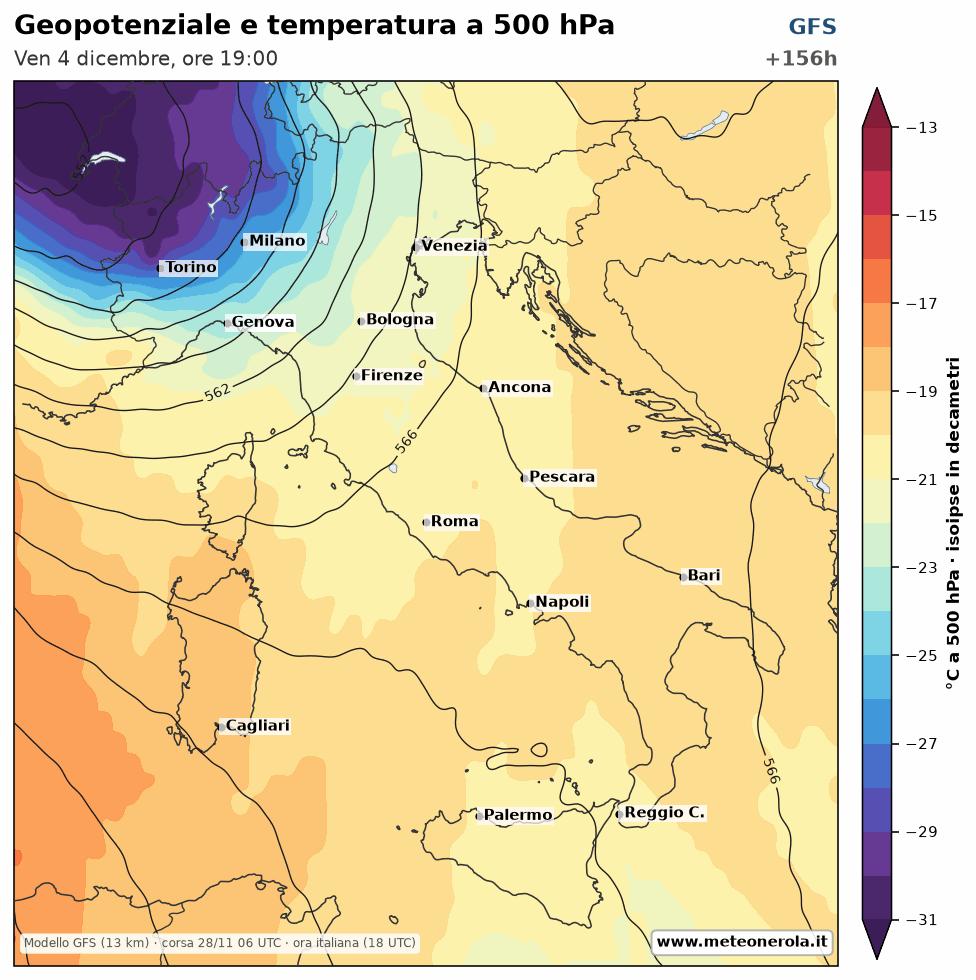 Geopotenziale e temperatura a 500 hPa
GFS
Ven 4 dicembre, ore 19:00
+156h
Milano
Venezia
Torino
Genova
Bologna
Firenze
Ancona
562
566
Pescara
Roma
Bari
Napoli
Cagliari
566
Palermo
Reggio C.
−13
−15
−17
−19
−21
−23
−25
−27
−29
−31
°C a 500 hPa · isoipse in decametri
Modello GFS (13 km) · corsa 28/11 06 UTC · ora italiana (18 UTC)
www.meteonerola.it